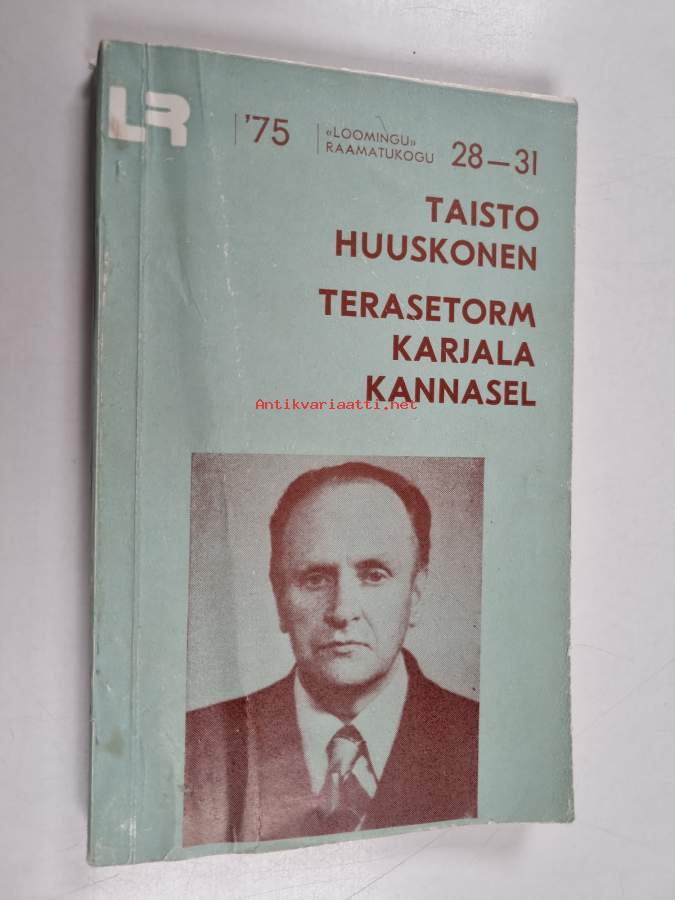 LR
'75
«LOOMINGU»
RAAMATUKOGU
28–31
TAISTO
HUUSKONEN
TERASETORM
KARJALA
KANNASEL
Antikvariaatti.net